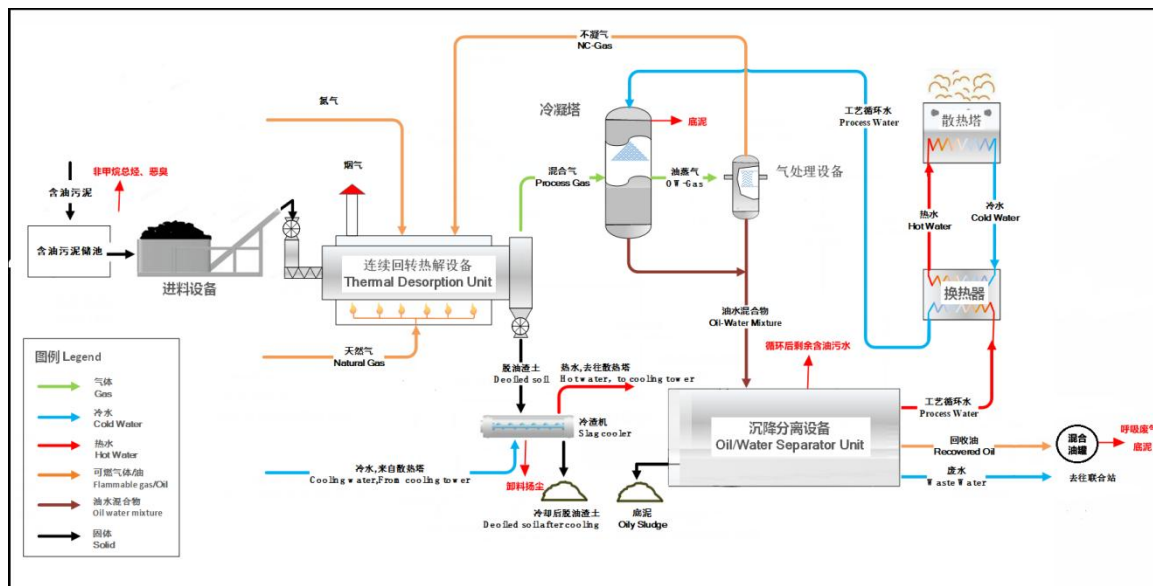 不凝气
NC-Gas
氮气
烟气
含油污泥
非甲烷总烃、恶臭
含油污泥储池
进料设备
连续回转热解设备
Thermal Desorption Unit
天然气
Natural Gas
混合气
Process Gas
冷凝塔
底泥
油蒸气
OW-Gas
气处理设备
工艺循环水
Process Water
散热塔
热水
Hot Water
冷水
Cold Water
换热器
油水混合物
Oil-Water Mixture
循环后剩余含油污水
脱油渣土
Deoiled soil
热水,去往散热塔
Hot water, to cooling tower
冷渣机
Slag cooler
冷水,来自散热塔
Cooling water,From cooling tower
卸料扬尘
冷却后脱油渣土
Deoiled soil after cooling
沉降分离设备
Oil/Water Separator Unit
底泥
Oily Sludge
工艺循环水
Process Water
回收油
Recovered Oil
废水
Waste Water
混合
油罐
呼吸废气
底泥
去往联合站
图例 Legend
气体
Gas
冷水
Cold Water
热水
Hot Water
可燃气体/油
Flammable gas/Oil
油水混合物
Oil water mixture
固体
Solid